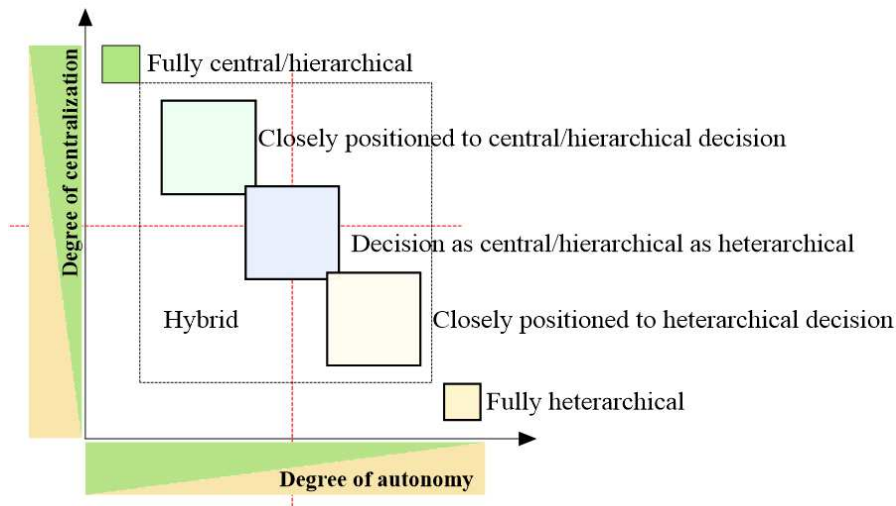 Fully central/hierarchical
Degree of centralization
Closely positioned to central/hierarchical decision
Decision as central/hierarchical as heterarchical
Hybrid
Closely positioned to heterarchical decision
Fully heterarchical
Degree of autonomy